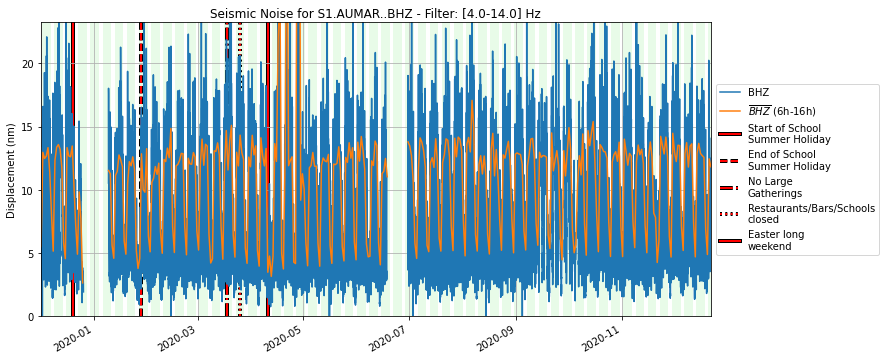 Seismic Noise for S1.AUMAR..BHZ - Filter: [4.0-14.0] Hz
Displacement (nm)
20
15
10
5
0
2020-01
2020-03
2020-05
2020-07
2020-09
2020-11
BHZ
BHZ (6h-16h)
Start of School
Summer Holiday
End of School
Summer Holiday
No Large
Gatherings
Restaurants/Bars/Schools
closed
Easter long
weekend